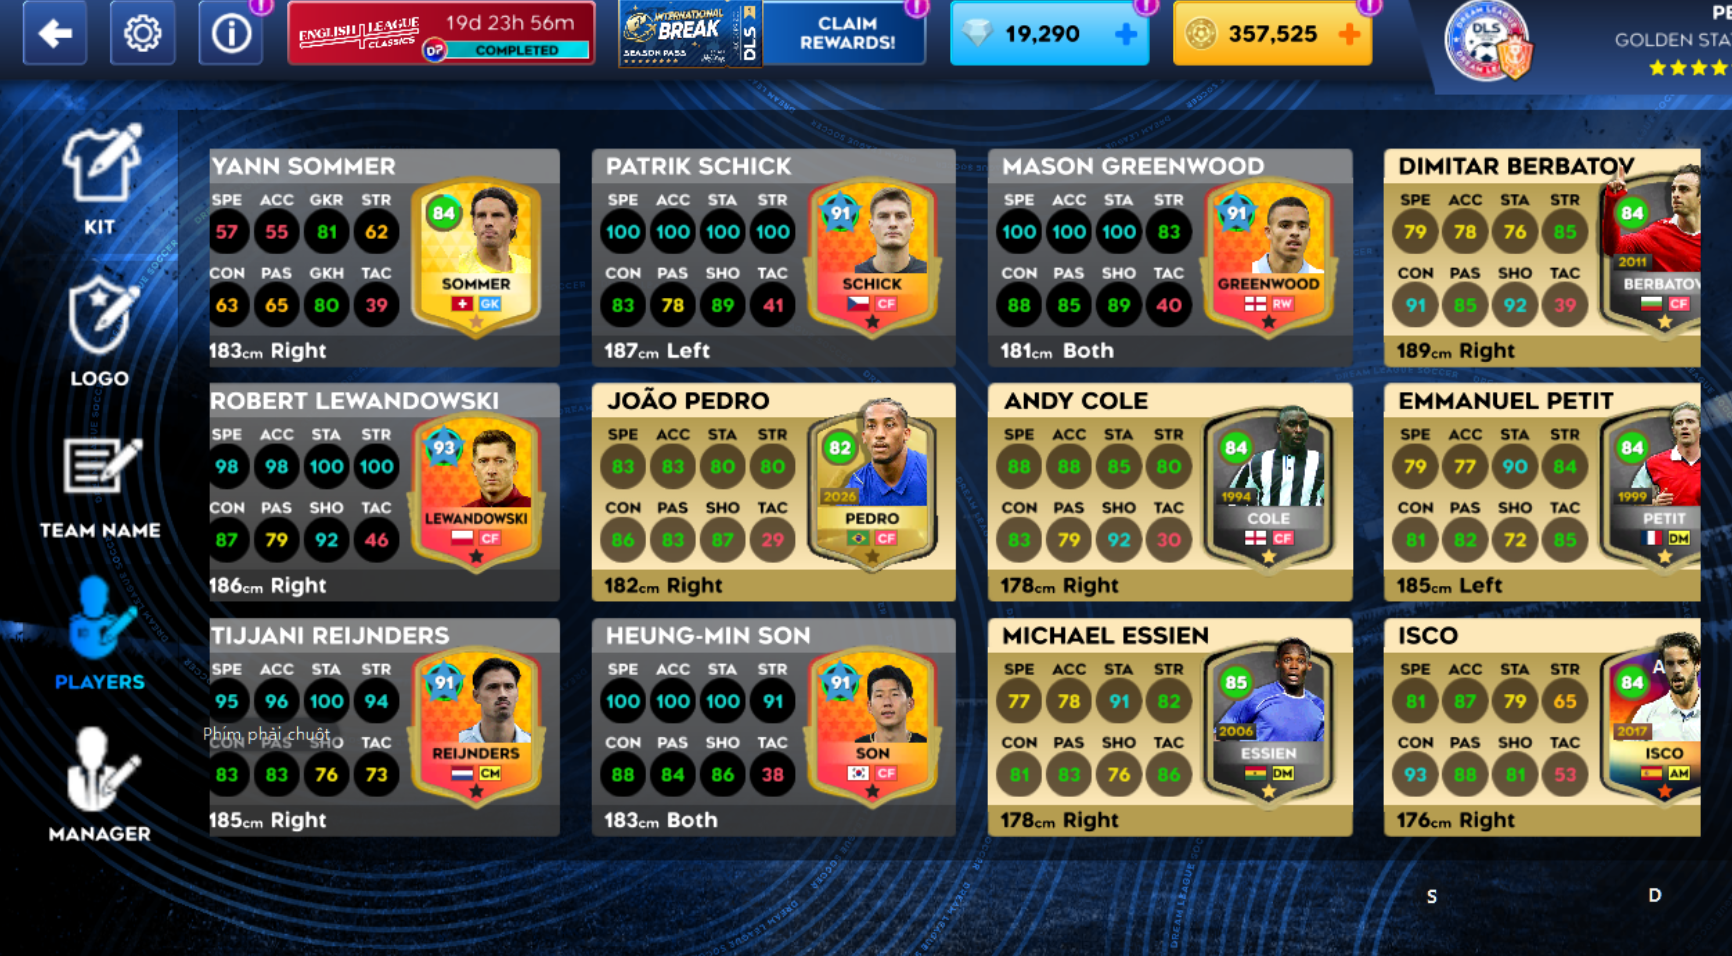 ENGLISH LEAGUE
CLASSICS
19d 23h 56m
COMPLETED
INTERNATIONAL
BREAK
SEASON PASS
DLS
CLAIM
REWARDS!
19,290
357,525
DLS
PE
GOLDEN STA
KIT
LOGO
TEAM NAME
PLAYERS
MANAGER
YANN SOMMER
SPE ACC GKR STR
57 55 81 62
CON PAS GKH TAC
63 65 80 39
84
SOMMER
GK
183cm Right
PATRIK SCHICK
SPE ACC STA STR
100 100 100 100
CON PAS SHO TAC
83 78 89 41
91
SCHICK
CF
187cm Left
MASON GREENWOOD
SPE ACC STA STR
100 100 100 83
CON PAS SHO TAC
88 85 89 40
91
GREENWOOD
RW
181cm Both
DIMITAR BERBATOV
SPE ACC STA STR
79 78 76 85
CON PAS SHO TAC
91 85 92 39
84
2011
BERBATOV
CF
189cm Right
ROBERT LEWANDOWSKI
SPE ACC STA STR
98 98 100 100
CON PAS SHO TAC
87 79 92 46
93
LEWANDOWSKI
CF
186cm Right
JOÃO PEDRO
SPE ACC STA STR
83 83 80 80
CON PAS SHO TAC
86 83 87 29
82
2026
PEDRO
CF
182cm Right
ANDY COLE
SPE ACC STA STR
88 88 85 80
CON PAS SHO TAC
83 79 92 30
84
1994
COLE
CF
178cm Right
EMMANUEL PETIT
SPE ACC STA STR
79 77 90 84
CON PAS SHO TAC
81 82 72 85
84
1999
PETIT
DM
185cm Left
TIJJANI REIJNDERS
SPE ACC STA STR
95 96 100 94
Phím phải chuột
CON PAS SHO TAC
83 83 76 73
91
REIJNDERS
CM
185cm Right
HEUNG-MIN SON
SPE ACC STA STR
100 100 100 91
CON PAS SHO TAC
88 84 86 38
91
SON
CF
183cm Both
MICHAEL ESSIEN
SPE ACC STA STR
77 78 91 82
CON PAS SHO TAC
81 83 76 86
85
2006
ESSIEN
DM
178cm Right
ISCO
SPE ACC STA STR
81 87 79 65
CON PAS SHO TAC
93 88 81 53
A
84
2017
ISCO
AM
176cm Right
S
D